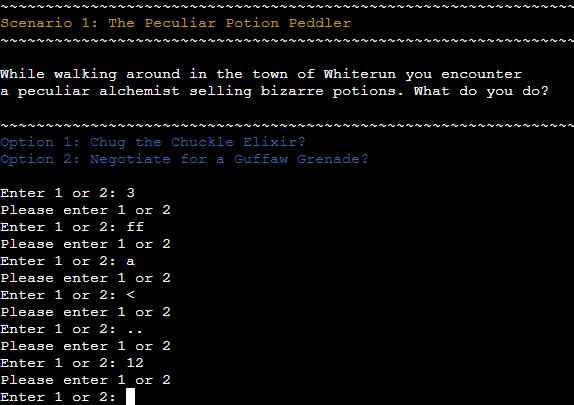 ~~~~~~~~~~~~~~~~~~~~~~~~~~~~~~~~~~~~~~~~~~~~~~~~~~~~~~~~~~~~~~~~~~~~
Scenario 1: The Peculiar Potion Peddler
~~~~~~~~~~~~~~~~~~~~~~~~~~~~~~~~~~~~~~~~~~~~~~~~~~~~~~~~~~~~~~~~~~~~
While walking around in the town of Whiterun you encounter
a peculiar alchemist selling bizarre potions. What do you do?
~~~~~~~~~~~~~~~~~~~~~~~~~~~~~~~~~~~~~~~~~~~~~~~~~~~~~~~~~~~~~~~~~~~~
Option 1: Chug the Chuckle Elixir?
Option 2: Negotiate for a Guffaw Grenade?
Enter 1 or 2: 3
Please enter 1 or 2
Enter 1 or 2: ff
Please enter 1 or 2
Enter 1 or 2: a
Please enter 1 or 2
Enter 1 or 2: <
Please enter 1 or 2
Enter 1 or 2: ..
Please enter 1 or 2
Enter 1 or 2: 12
Please enter 1 or 2
Enter 1 or 2: